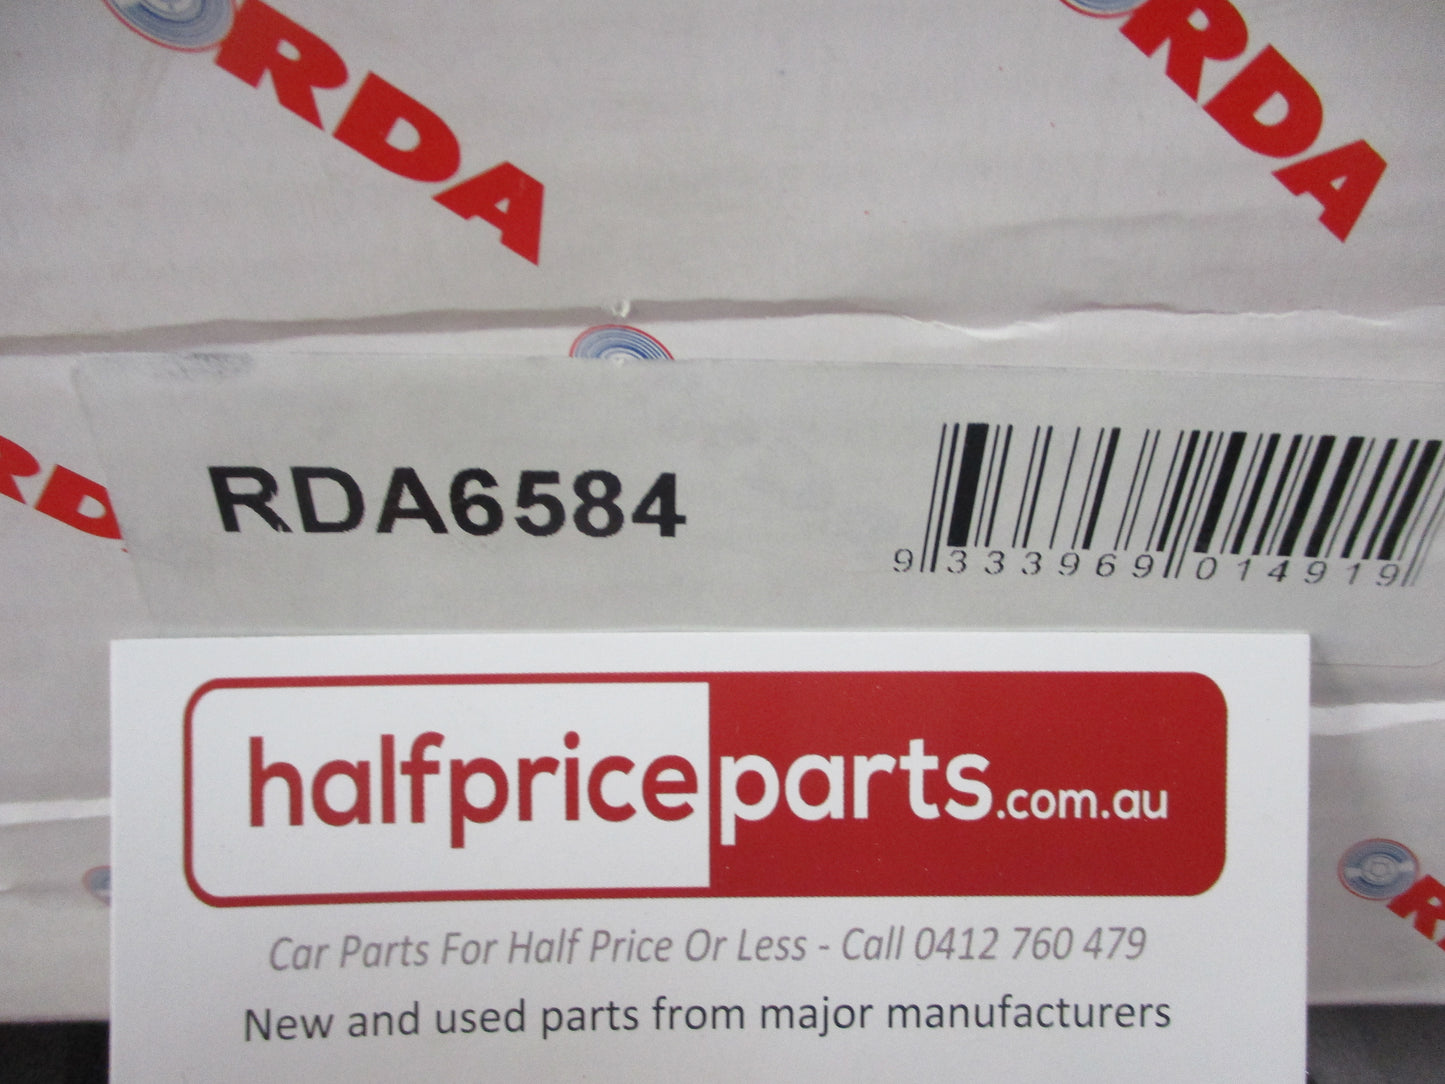 RDA
RDA
RD
RDA6584
9 333969 014919
halfpriceparts.com.au
Car Parts For Half Price Or Less - Call 0412 760 479
New and used parts from major manufacturers